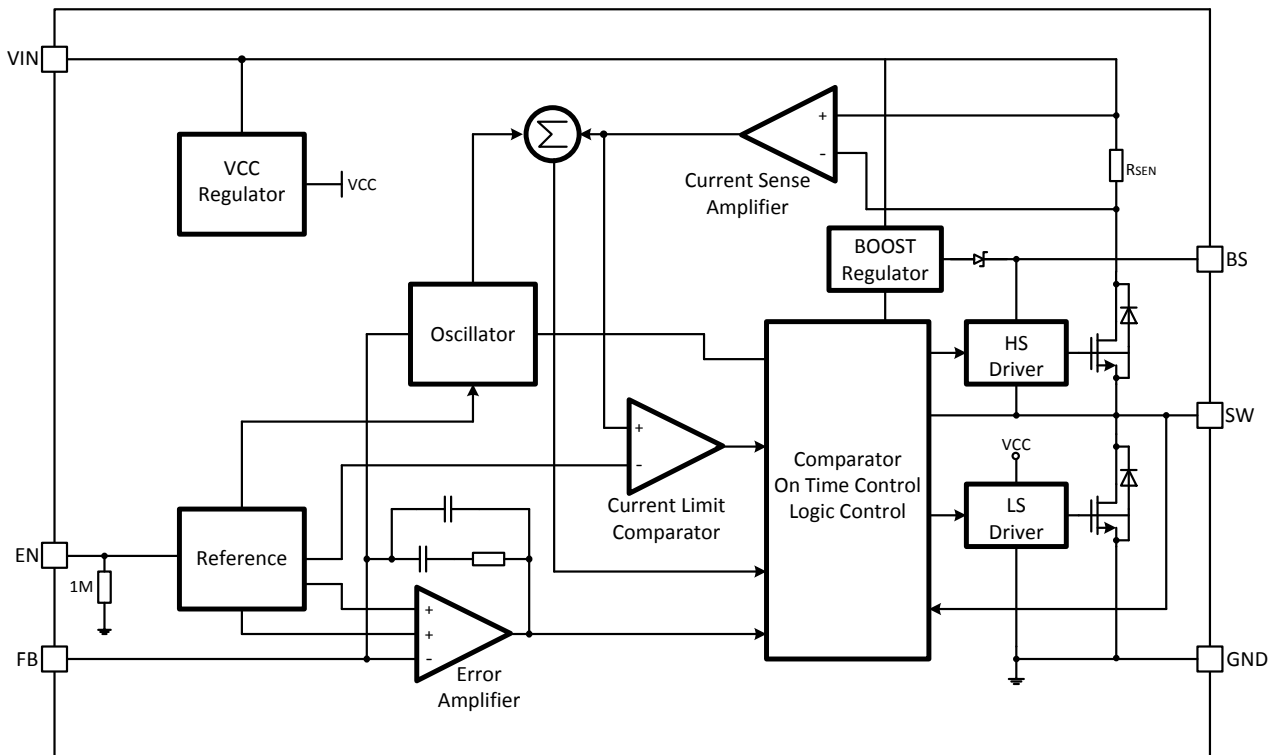 VIN
VCC
Regulator
VCC
Σ
+
-
Current Sense
Amplifier
RSEN
BOOST
Regulator
BS
Oscillator
HS
Driver
SW
+
-
Current Limit
Comparator
Comparator
On Time Control
Logic Control
VCC
LS
Driver
EN
1M
Reference
+
+
-
Error
Amplifier
FB
GND